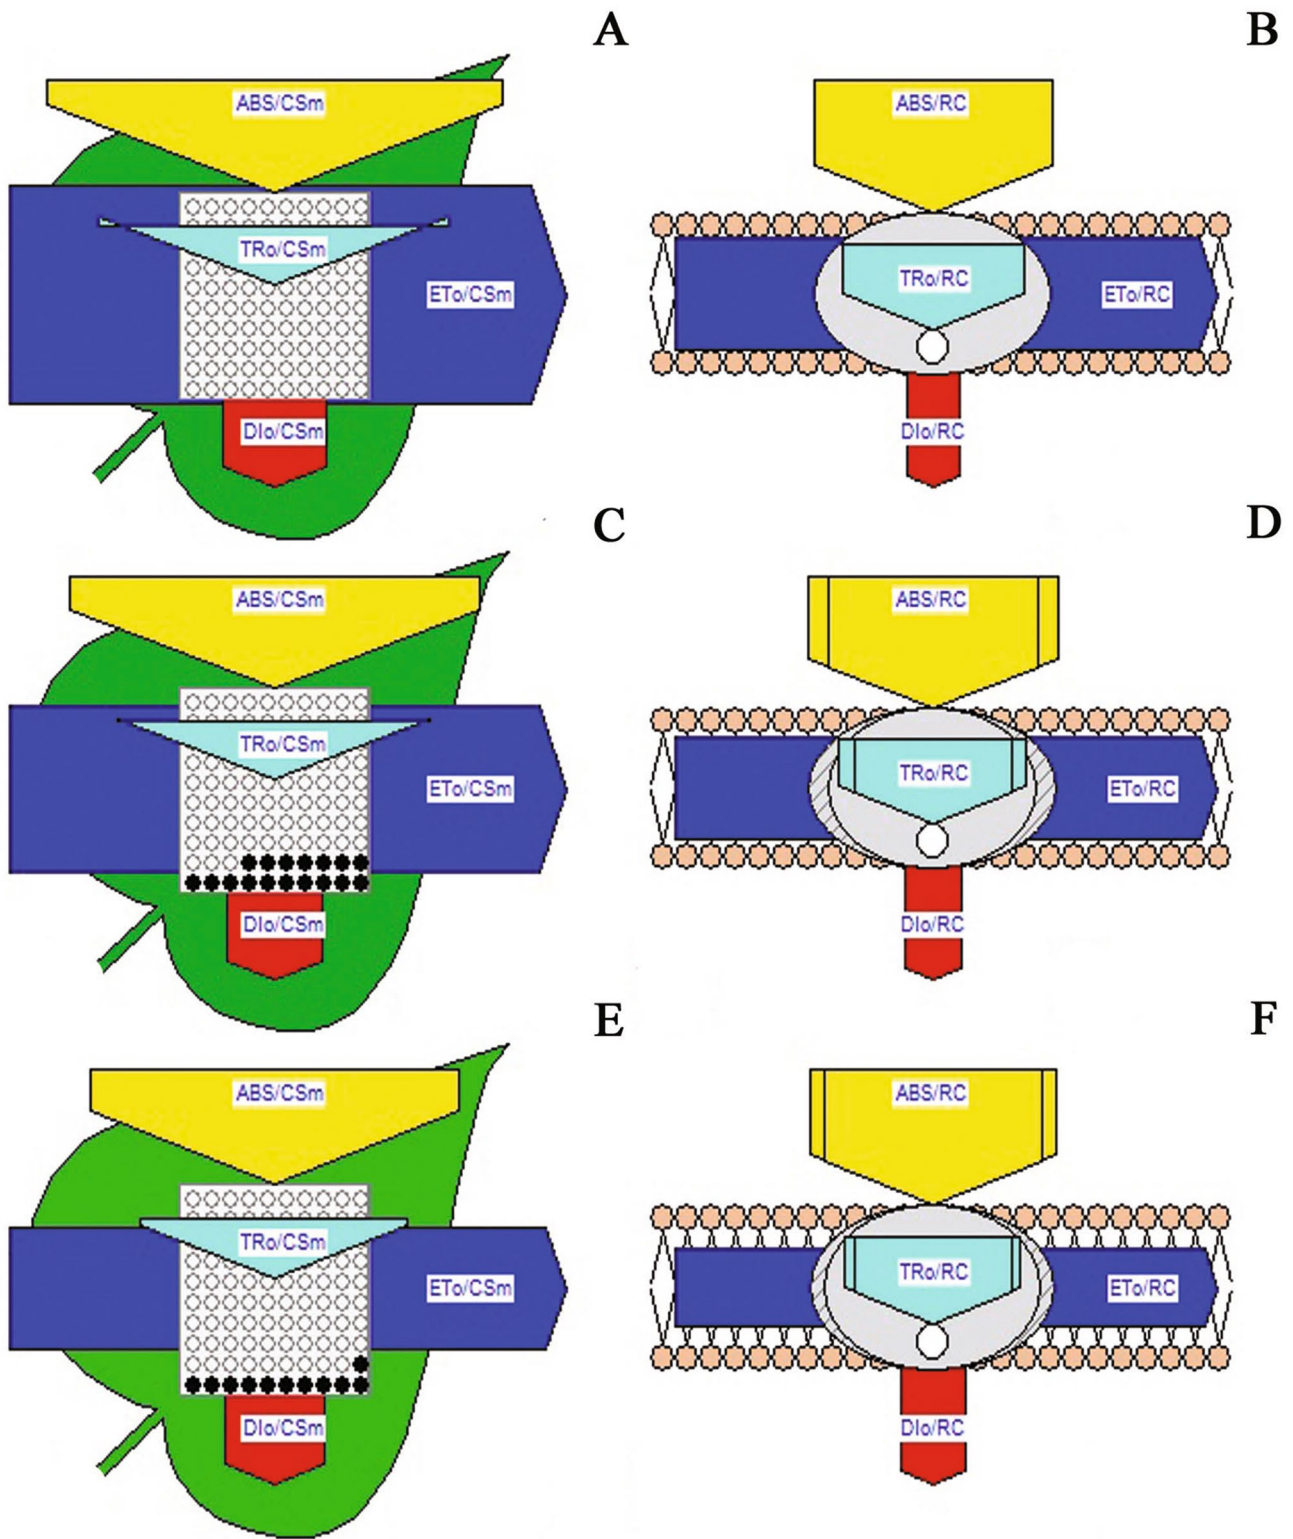 A
B
ABS/CSm
ABS/RC
TRo/CSm
TRo/RC
ETo/CSm
ETo/RC
DIo/CSm
DIo/RC
C
D
ABS/CSm
ABS/RC
TRo/CSm
TRo/RC
ETo/CSm
ETo/RC
DIo/CSm
DIo/RC
E
F
ABS/CSm
ABS/RC
TRo/CSm
TRo/RC
ETo/CSm
ETo/RC
DIo/CSm
DIo/RC